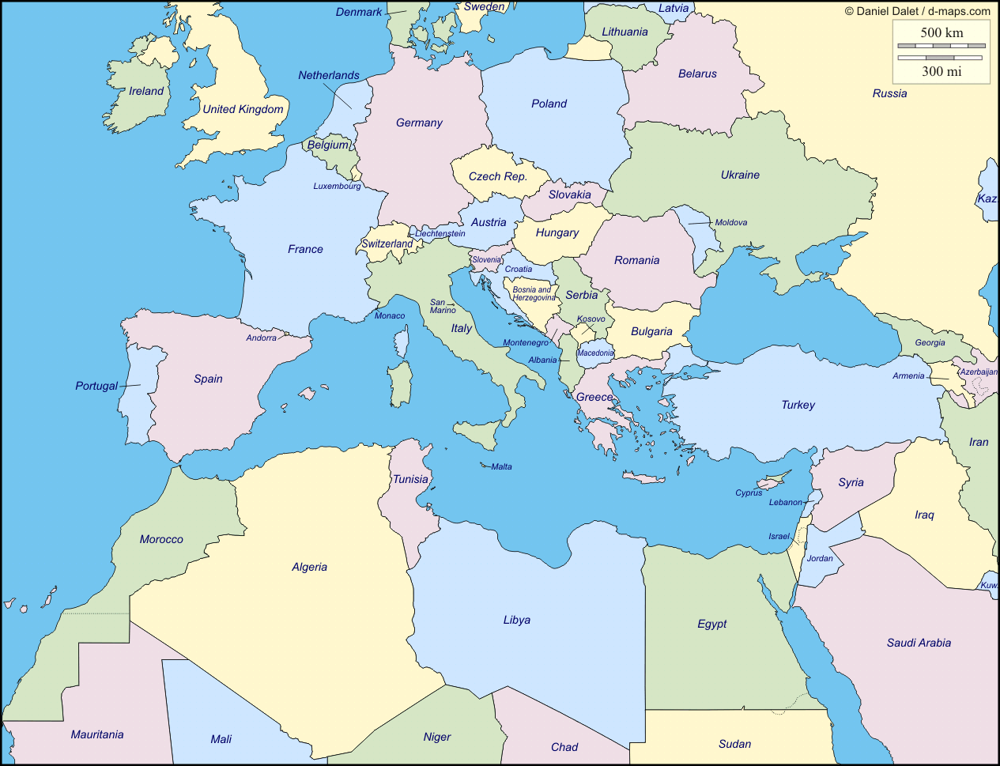 Sweden
Latvia
Denmark
© Daniel Dalet / d-maps.com
Lithuania
500 km
300 mi
Netherlands
Belarus
Ireland
Russia
United Kingdom
Poland
Germany
Belgium
Czech Rep.
Ukraine
Luxembourg
Slovakia
Kaz.
Austria
Moldova
Liechtenstein
Hungary
Switzerland
France
Slovenia
Romania
Croatia
Bosnia and
Herzegovina
Serbia
San
Marino
Monaco
Kosovo
Italy
Bulgaria
Andorra
Montenegro
Georgia
Macedonia
Albania
Azerbaijan
Armenia
Spain
Portugal
Greece
Turkey
Iran
Malta
Tunisia
Syria
Cyprus
Lebanon
Iraq
Israel
Morocco
Jordan
Algeria
Kuw.
Libya
Egypt
Saudi Arabia
Mauritania
Mali
Niger
Chad
Sudan